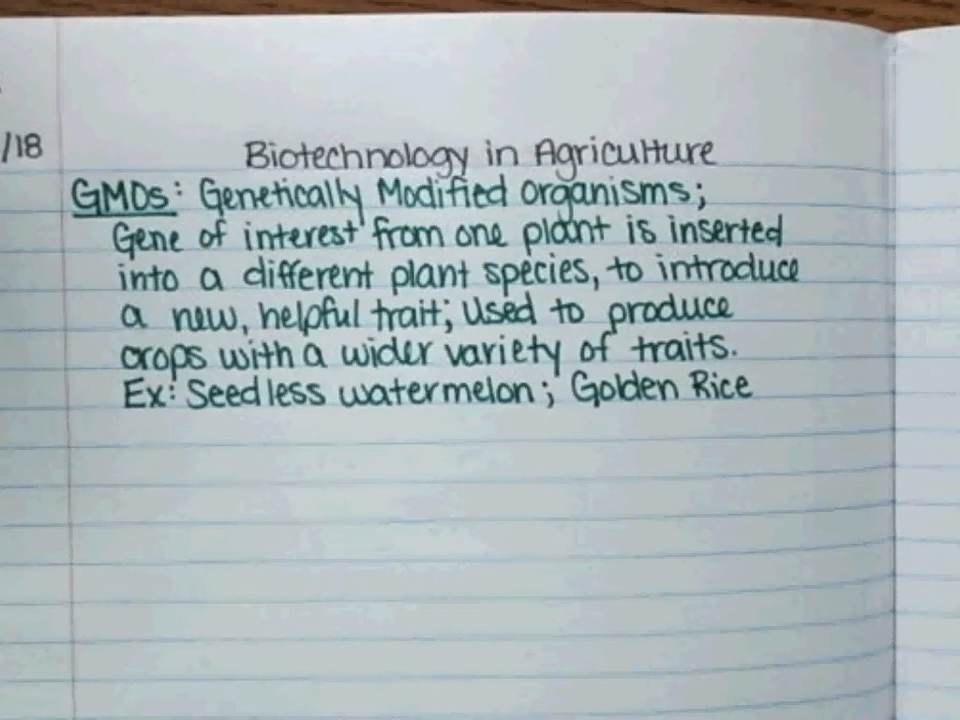 /18
Biotechnology in Agriculture
GMOs: Genetically Modified Organisms;
Gene of interest from one plant is inserted
into a different plant species, to introduce
a new, helpful trait; Used to produce
crops with a wider variety of traits.
Ex: Seedless watermelon; Golden Rice